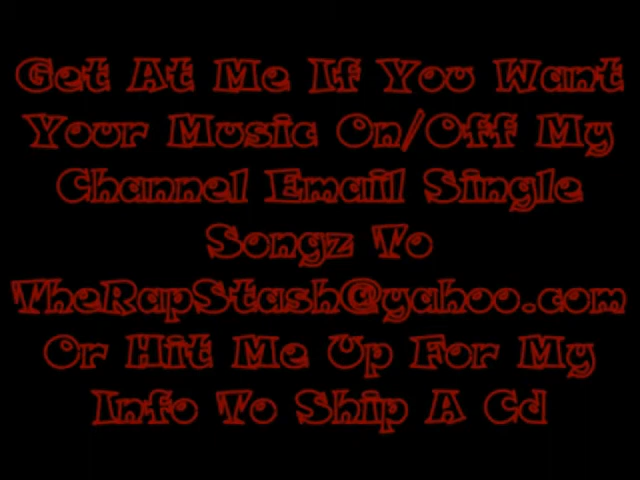 Get At Me If You Want
Your Music On/Off My
Channel Email Single
Songz To
TheRapStash@yahoo.com
Or Hit Me Up For My
Info To Ship A Cd